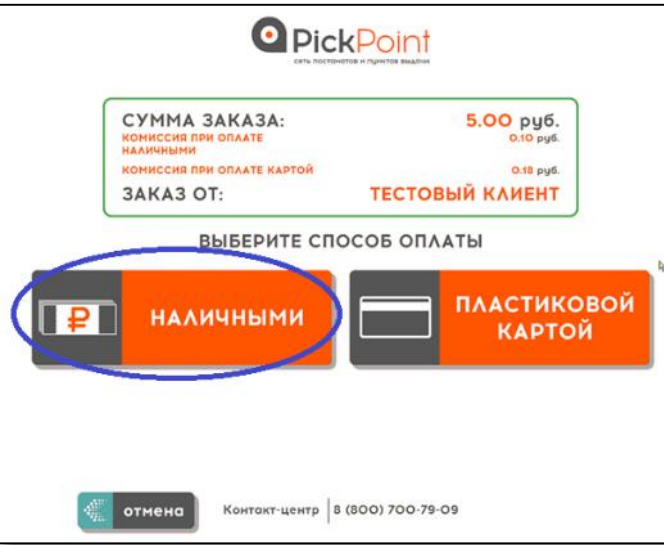 PickPoint
сеть постаматов и пунктов выдачи
СУММА ЗАКАЗА: 5.00 руб.
КОМИССИЯ ПРИ ОПЛАТЕ 0.10 руб.
НАЛИЧНЫМИ
КОМИССИЯ ПРИ ОПЛАТЕ КАРТОЙ 0.18 руб.
ЗАКАЗ ОТ: ТЕСТОВЫЙ КЛИЕНТ
ВЫБЕРИТЕ СПОСОБ ОПЛАТЫ
₽ НАЛИЧНЫМИ
ПЛАСТИКОВОЙ
КАРТОЙ
отмена
Контакт-центр 8 (800) 700-79-09